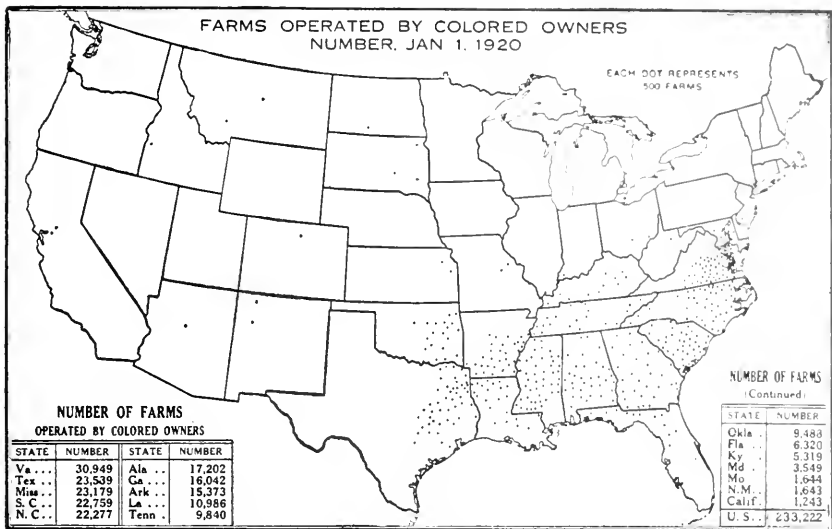 FARMS OPERATED BY COLORED OWNERS
NUMBER, JAN 1, 1920
EACH DOT REPRESENTS
500 FARMS
NUMBER OF FARMS
OPERATED BY COLORED OWNERS
STATE NUMBER STATE NUMBER
Va ... 30,949 Ala .. 17,202
Tex .. 23,539 Ga ... 16,042
Miss .. 23,179 Ark .. 15,373
S. C .. 22,759 La ... 10,986
N. C .. 22,277 Tenn . 9,840
NUMBER OF FARMS
(Continued)
STATE NUMBER
Okla .. 9,483
Fla ... 6,320
Ky ... 5,319
Md ... 3,549
Mo ... 1,644
N.M.. 1,643
Calif. 1,243
U. S.. 233,222